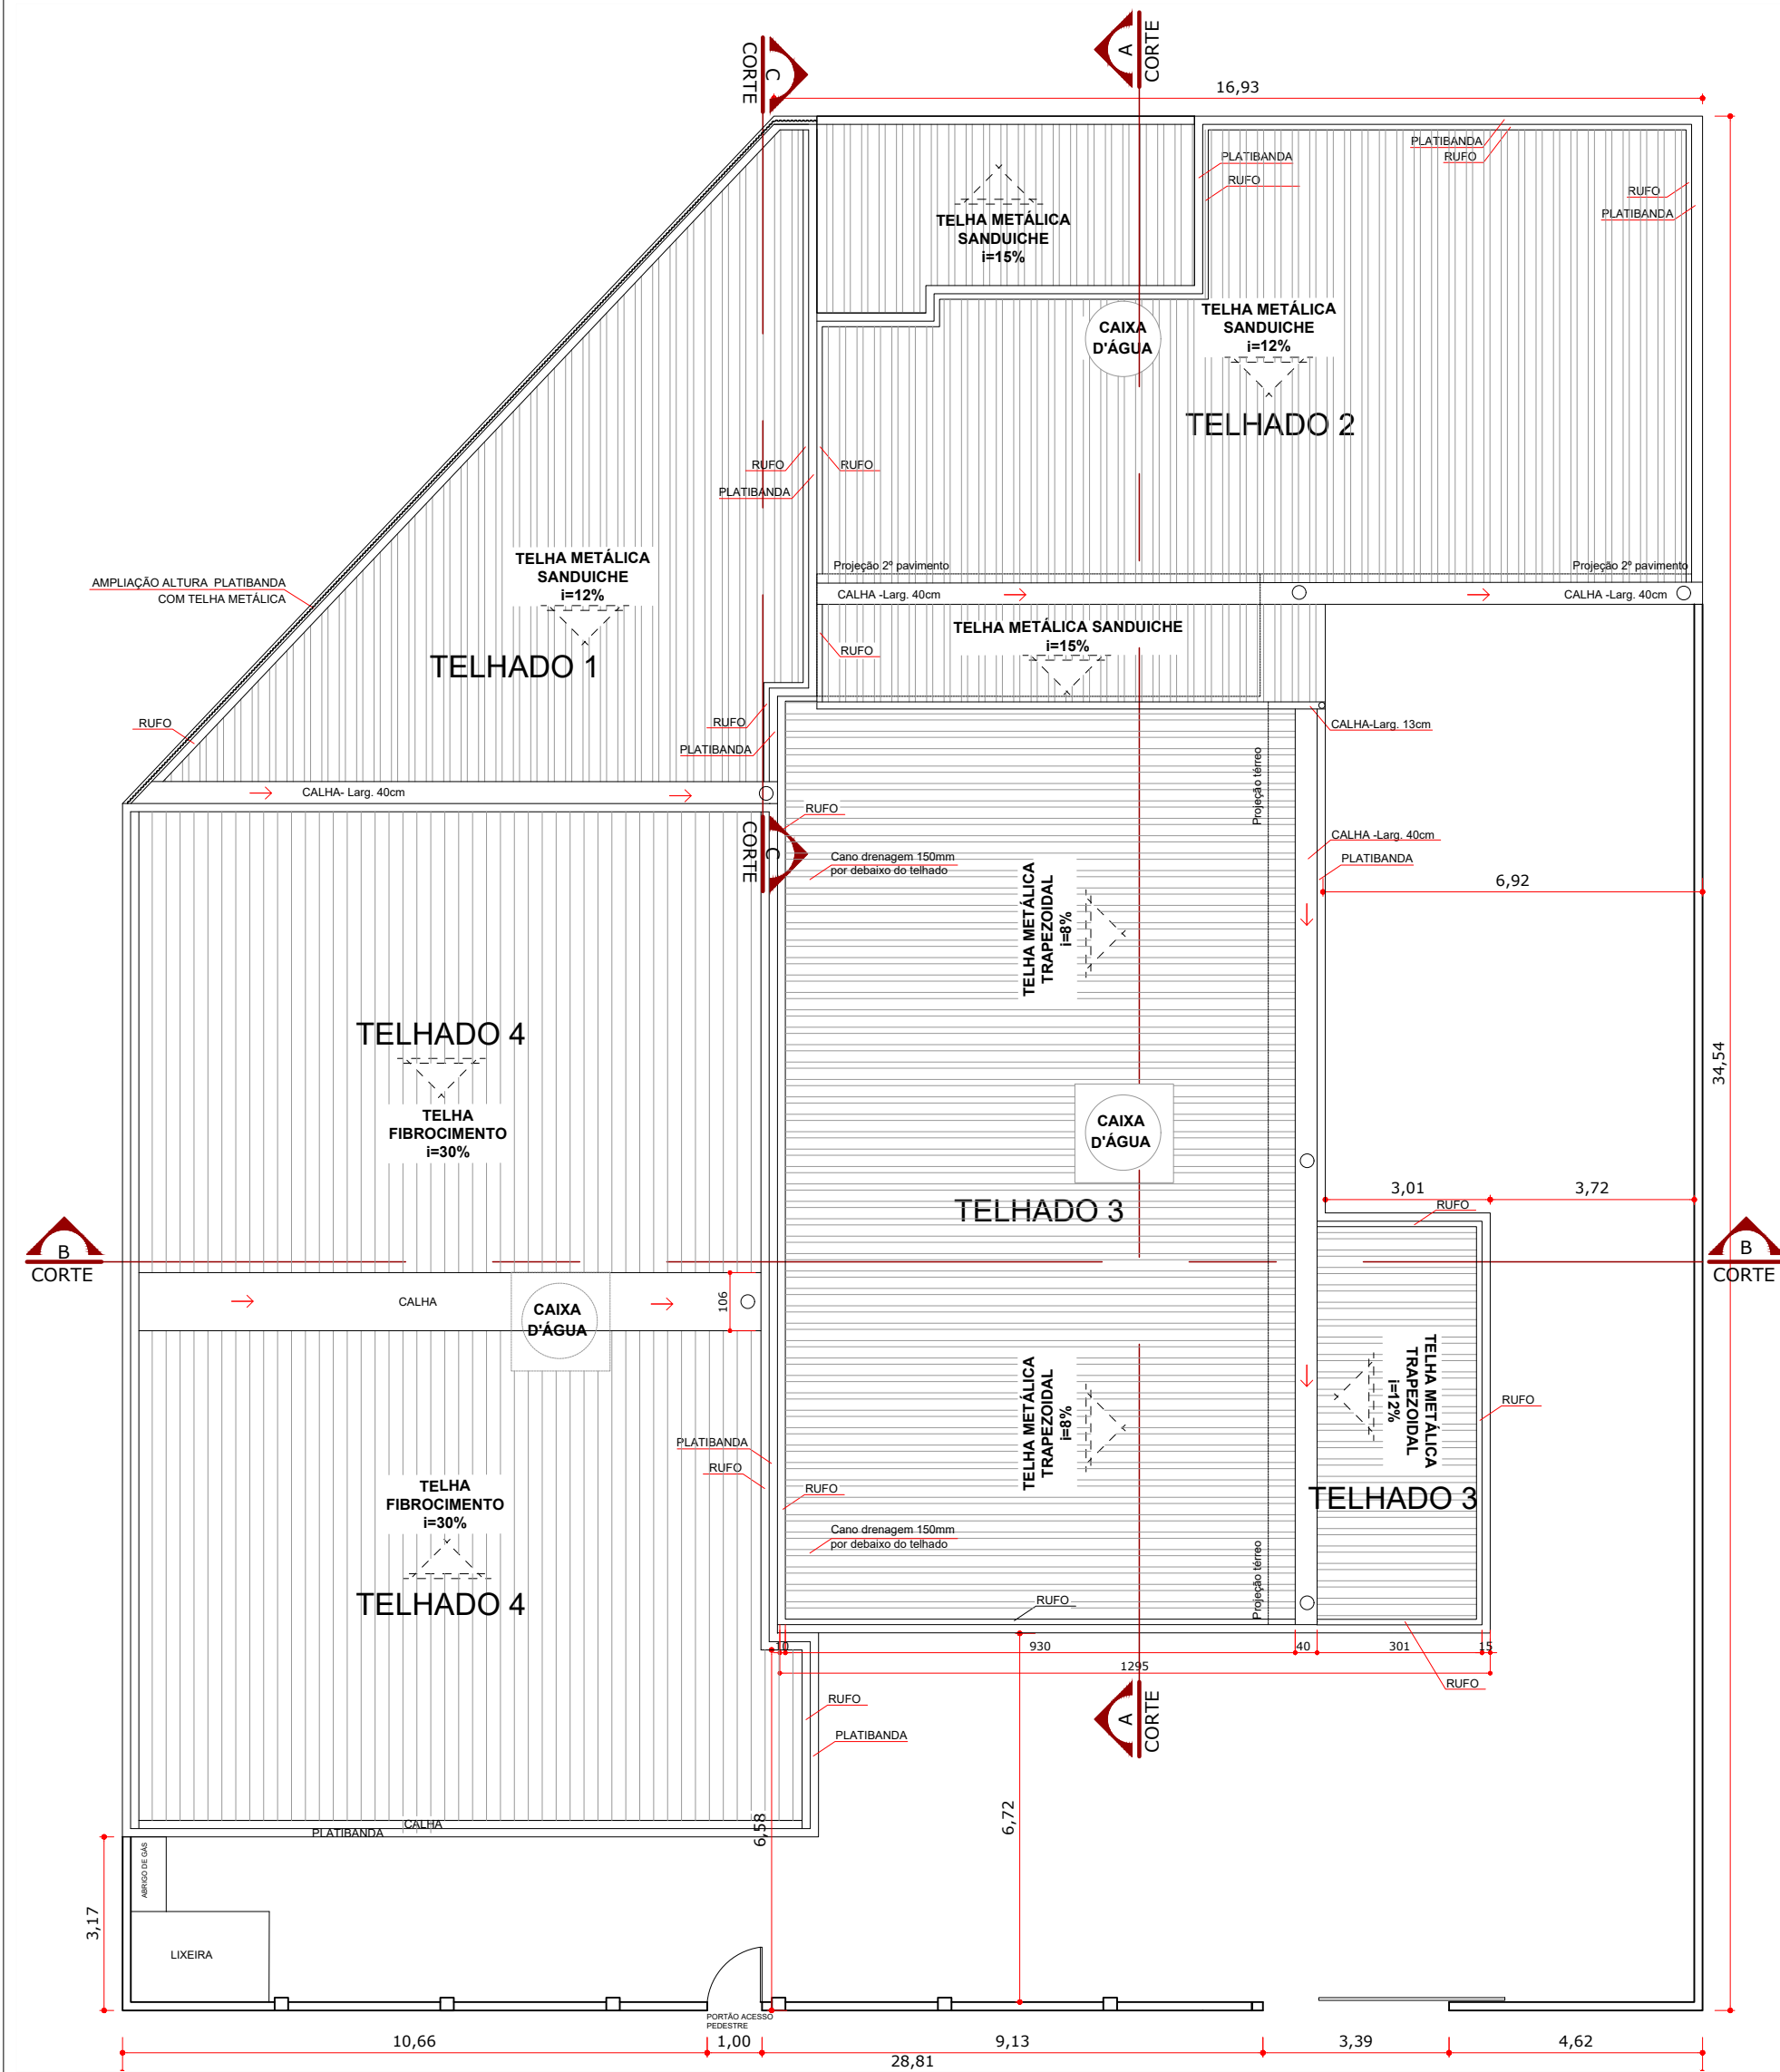 CORTE
C
A
CORTE
16,93
PLATIBANDA
RUFO
PLATIBANDA
RUFO
RUFO
PLATIBANDA
TELHA METÁLICA
SANDUICHE
i=15%
TELHA METÁLICA
SANDUICHE
i=12%
CAIXA
D'ÁGUA
TELHADO 2
RUFO
RUFO
PLATIBANDA
TELHA METÁLICA
SANDUICHE
i=12%
TELHADO 1
AMPLIAÇÃO ALTURA PLATIBANDA
COM TELHA METÁLICA
Projeção 2º pavimento
Projeção 2º pavimento
CALHA -Larg. 40cm
CALHA -Larg. 40cm
TELHA METÁLICA SANDUICHE
i=15%
RUFO
RUFO
RUFO
PLATIBANDA
CALHA-Larg. 13cm
Projeção térreo
CALHA- Larg. 40cm
RUFO
CORTE
C
Cano drenagem 150mm
por debaixo do telhado
CALHA -Larg. 40cm
PLATIBANDA
6,92
TELHA METÁLICA
TRAPEZOIDAL
i=8%
34,54
TELHADO 4
TELHA
FIBROCIMENTO
i=30%
CAIXA
D'ÁGUA
TELHADO 3
3,01
3,72
RUFO
B
CORTE
B
CORTE
CALHA
106
CAIXA
D'ÁGUA
TELHA METÁLICA
TRAPEZOIDAL
i=8%
TELHA METÁLICA
TRAPEZOIDAL
i=12%
RUFO
PLATIBANDA
RUFO
RUFO
TELHADO 3
TELHA
FIBROCIMENTO
i=30%
Cano drenagem 150mm
por debaixo do telhado
Projeção térreo
TELHADO 4
RUFO
10
930
40
301
15
1295
RUFO
RUFO
PLATIBANDA
A
CORTE
6,58
6,72
CALHA
PLATIBANDA
ABRIGO DE GÁS
3,17
LIXEIRA
PORTÃO ACESSO
PEDESTRE
10,66
1,00
9,13
3,39
4,62
28,81